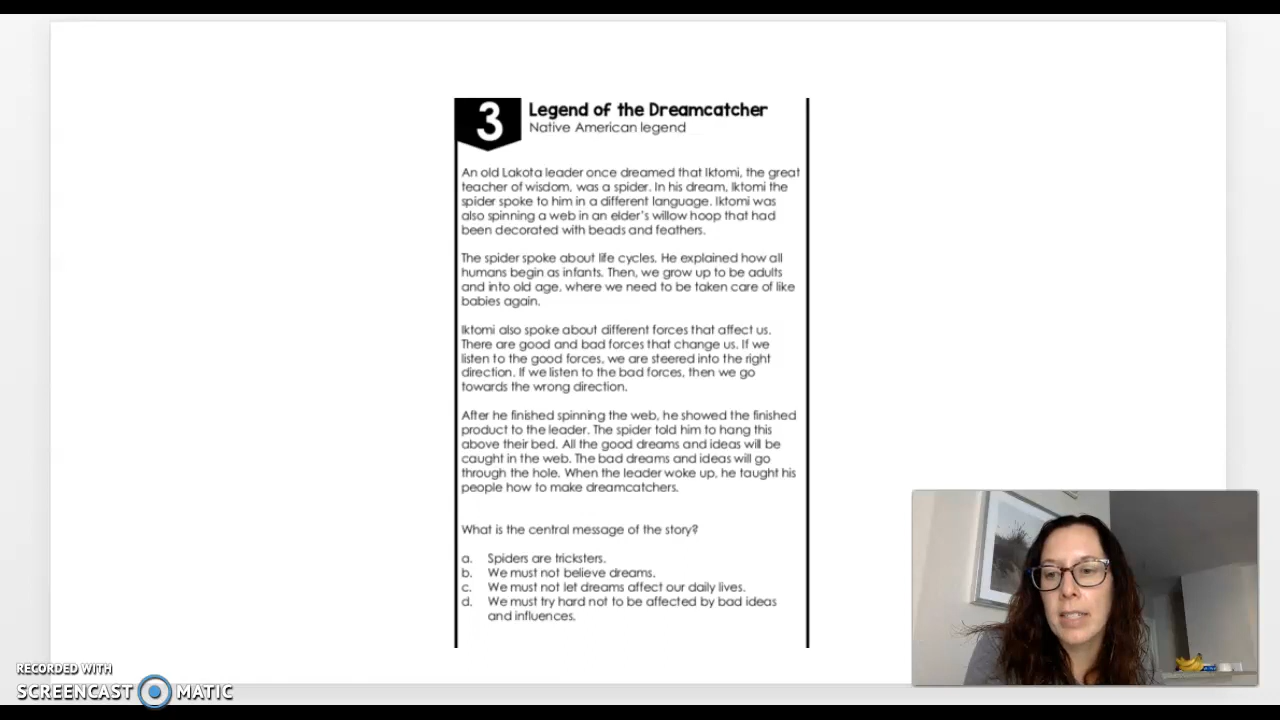 3
Legend of the Dreamcatcher
Native American legend
An old Lakota leader once dreamed that Iktomi, the great
teacher of wisdom, was a spider. In his dream, Iktomi the
spider spoke to him in a different language. Iktomi was
also spinning a web in an elder's willow hoop that had
been decorated with beads and feathers.
The spider spoke about life cycles. He explained how all
humans begin as infants. Then, we grow up to be adults
and into old age, where we need to be taken care of like
babies again.
Iktomi also spoke about different forces that affect us.
There are good and bad forces that change us. If we
listen to the good forces, we are steered into the right
direction. If we listen to the bad forces, then we go
towards the wrong direction.
After he finished spinning the web, he showed the finished
product to the leader. The spider told him to hang this
above their bed. All the good dreams and ideas will be
caught in the web. The bad dreams and ideas will go
through the hole. When the leader woke up, he taught his
people how to make dreamcatchers.
What is the central message of the story?
a. Spiders are tricksters.
b. We must not believe dreams.
c. We must not let dreams affect our daily lives.
d. We must try hard not to be affected by bad ideas
and influences.
RECORDED WITH
SCREENCAST MATIC